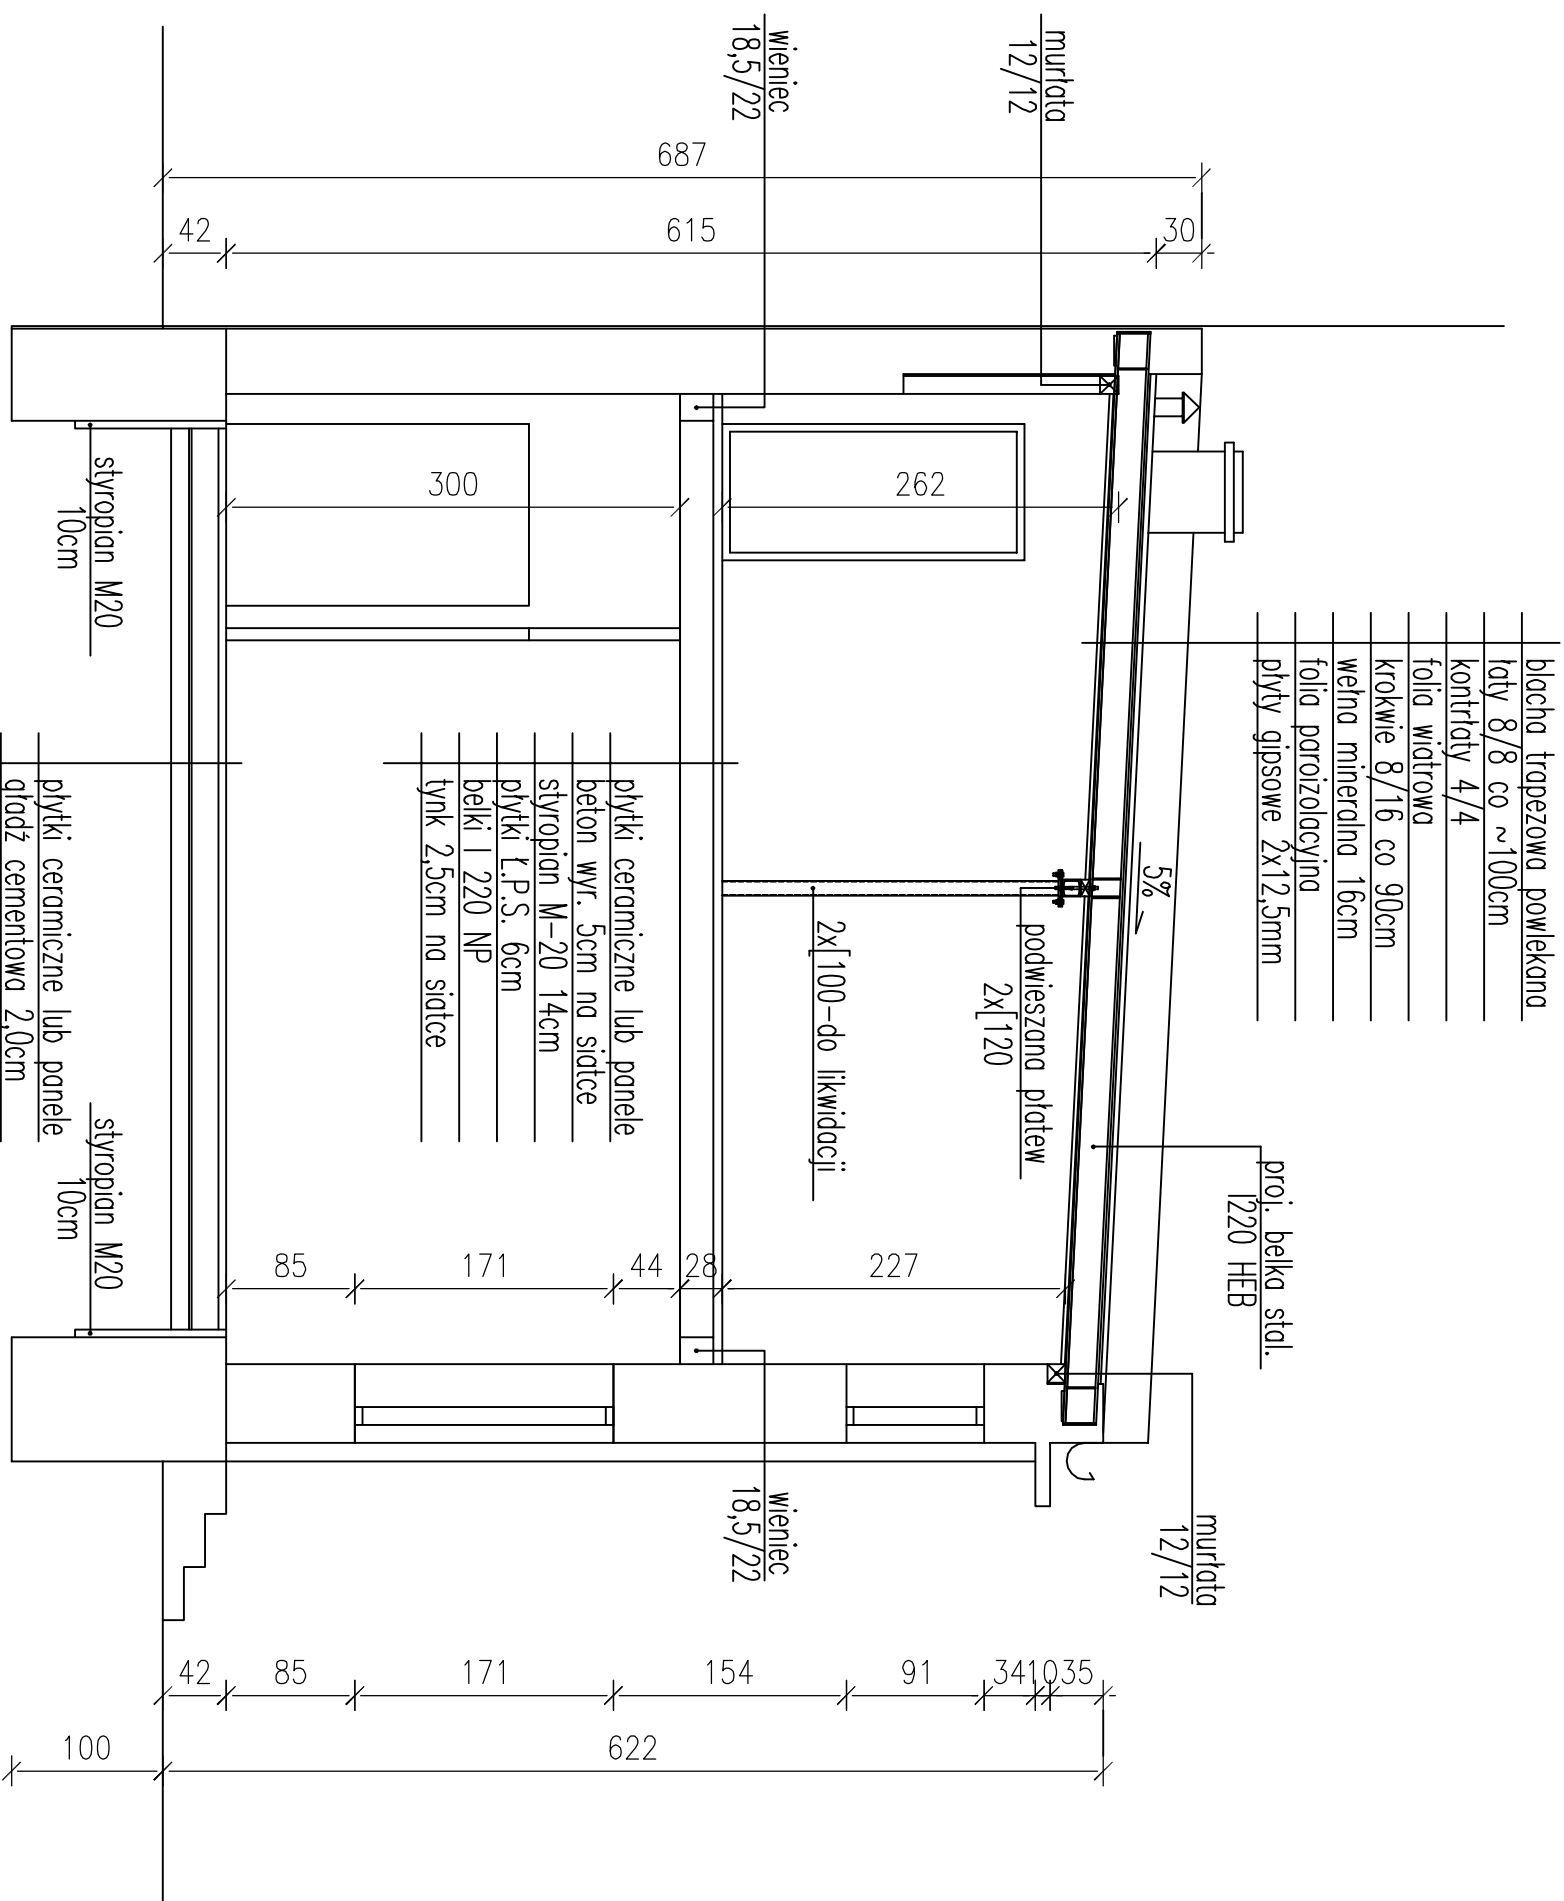 blacha trapezowa powlekana
łaty 8/8 co ~100cm
kontrłaty 4/4
folia wiatrowa
krokwie 8/16 co 90cm
wełna mineralna 16cm
folia paroizolacyjna
płyty gipsowe 2x12,5mm
proj. belka stal.
I220 HEB
murłata
12/12
murłata
12/12
5%
podwieszana płatew
2x[120
2x[100-do likwidacji
wieniec
18,5/22
wieniec
18,5/22
płytki ceramiczne lub panele
beton wyr. 5cm na siatce
styropian M-20 14cm
płytki Ł.P.S. 6cm
belki I 220 NP
tynk 2,5cm na siatce
styropian M20
10cm
styropian M20
10cm
płytki ceramiczne lub panele
gładź cementowa 2,0cm
687
30
615
42
262
300
227
28
44
171
85
35
10
34
91
154
171
85
42
622
100